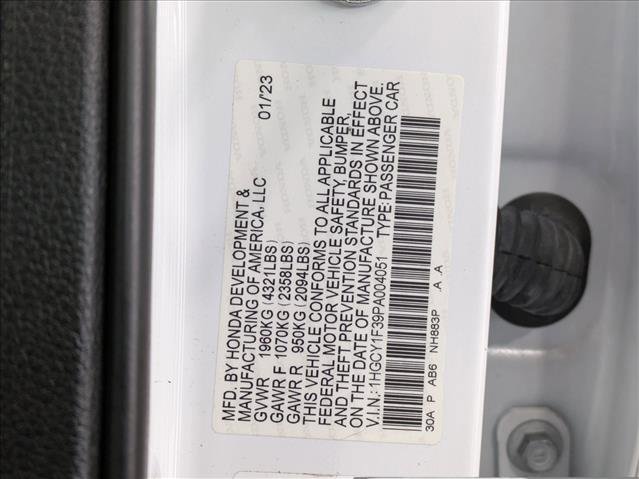 MFD. BY HONDA DEVELOPMENT &
MANUFACTURING OF AMERICA, LLC 01/'23
GVWR 1960KG (4321LBS)
GAWR F 1070KG (2358LBS)
GAWR R 950KG (2094LBS)
THIS VEHICLE CONFORMS TO ALL APPLICABLE
FEDERAL MOTOR VEHICLE SAFETY, BUMPER,
AND THEFT PREVENTION STANDARDS IN EFFECT
ON THE DATE OF MANUFACTURE SHOWN ABOVE.
V.I.N.: 1HGCY1F39PA004051 TYPE: PASSENGER CAR
30A P AB6 NH883P A A